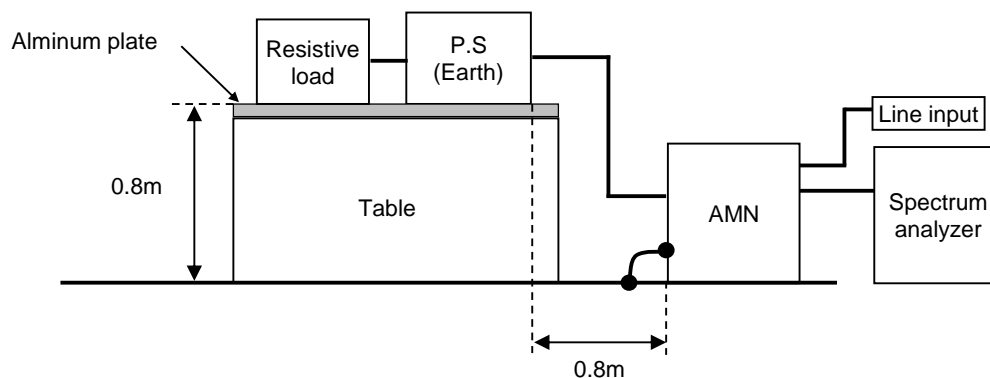 Alminum plate
Resistive
load
P.S
(Earth)
Line input
0.8m
Table
AMN
Spectrum
analyzer
0.8m